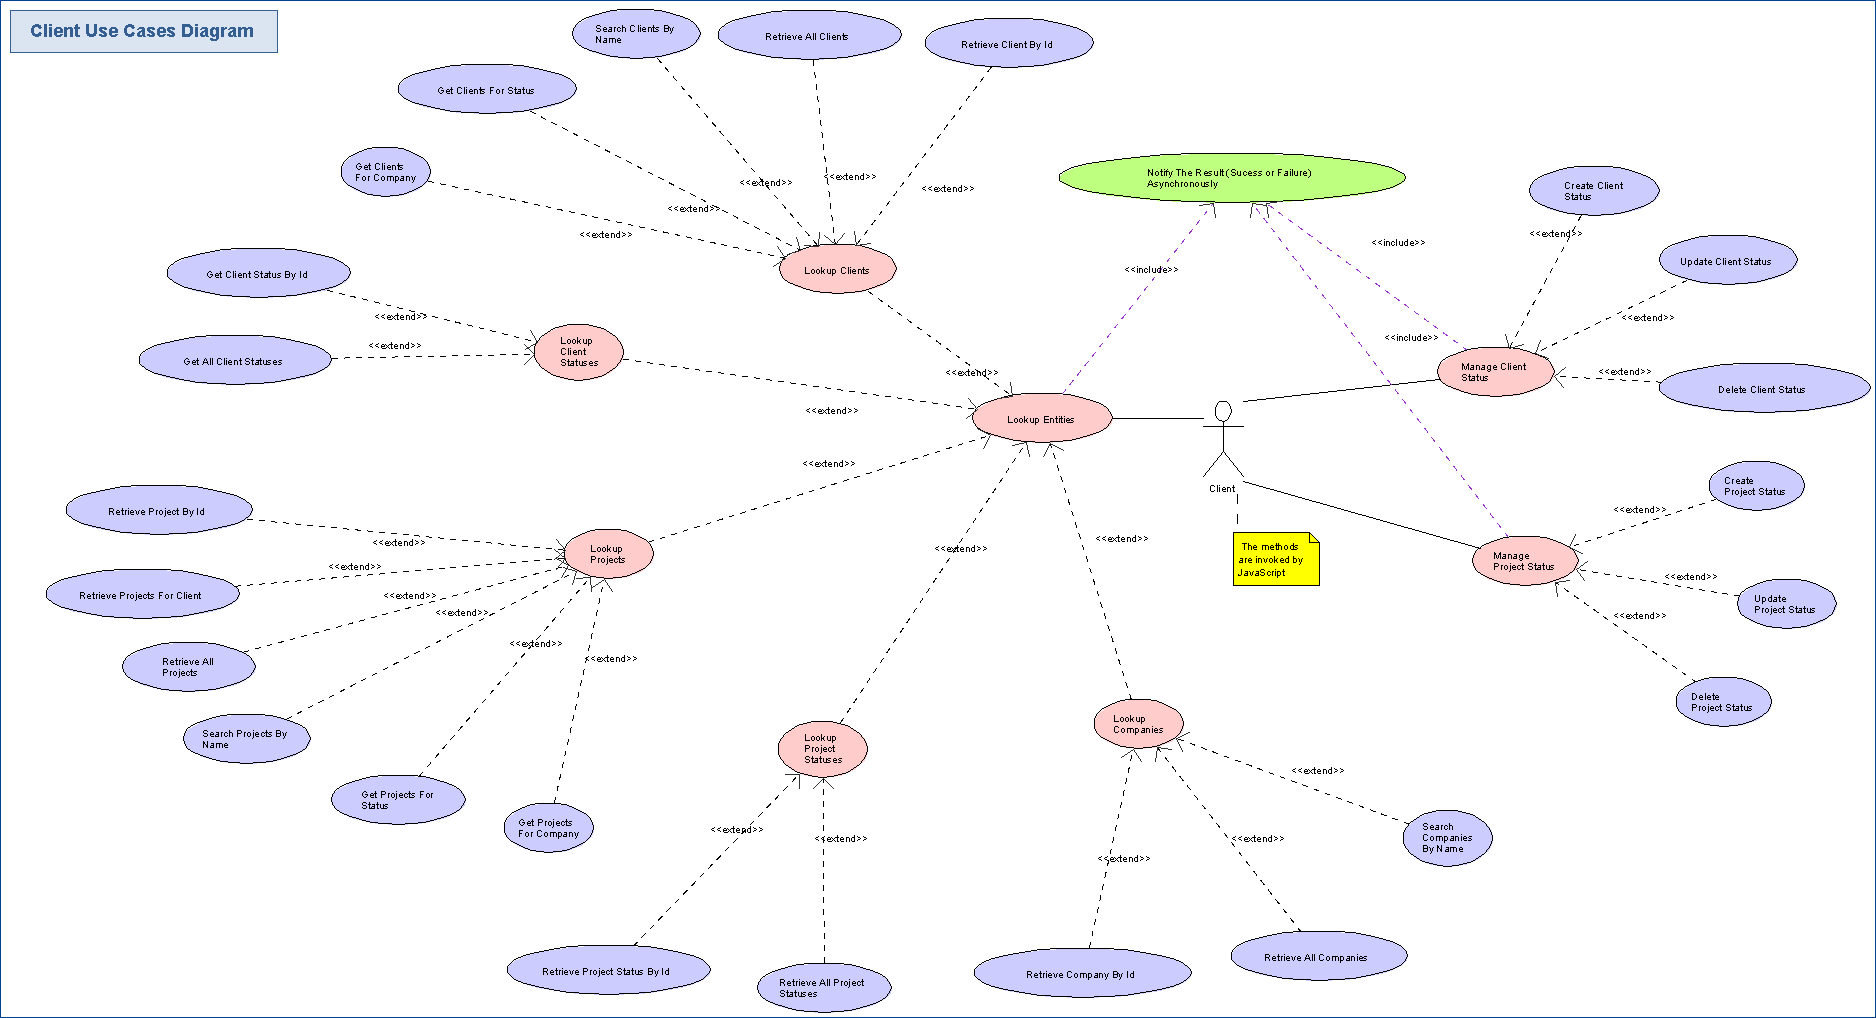 Client Use Cases Diagram
Search Clients By
Name
Retrieve All Clients
Retrieve Client By Id
Get Clients For Status
Get Clients
For Company
<<extend>>
<<extend>>
<<extend>>
<<extend>>
<<extend>>
Lookup Clients
Notify The Result (Sucess or Failure)
Asynchronously
Create Client
Status
<<extend>>
Update Client Status
<<include>>
<<include>>
<<extend>>
<<include>>
Get Client Status By Id
<<extend>>
Get All Client Statuses
<<extend>>
Lookup
Client
Statuses
<<extend>>
<<extend>>
Manage Client
Status
<<extend>>
Delete Client Status
Lookup Entities
<<extend>>
Client
The methods
are invoked by
JavaScript
Create
Project Status
<<extend>>
Manage
Project Status
<<extend>>
Update
Project Status
<<extend>>
Delete
Project Status
Retrieve Project By Id
<<extend>>
Lookup
Projects
<<extend>>
Retrieve Projects For Client
<<extend>>
<<extend>>
Retrieve All
Projects
<<extend>>
<<extend>>
Search Projects By
Name
Get Projects For
Status
Get Projects
For Company
<<extend>>
<<extend>>
Lookup
Project
Statuses
Lookup
Companies
<<extend>>
<<extend>>
<<extend>>
<<extend>>
<<extend>>
Search
Companies
By Name
Retrieve Project Status By Id
Retrieve All Project
Statuses
Retrieve Company By Id
Retrieve All Companies